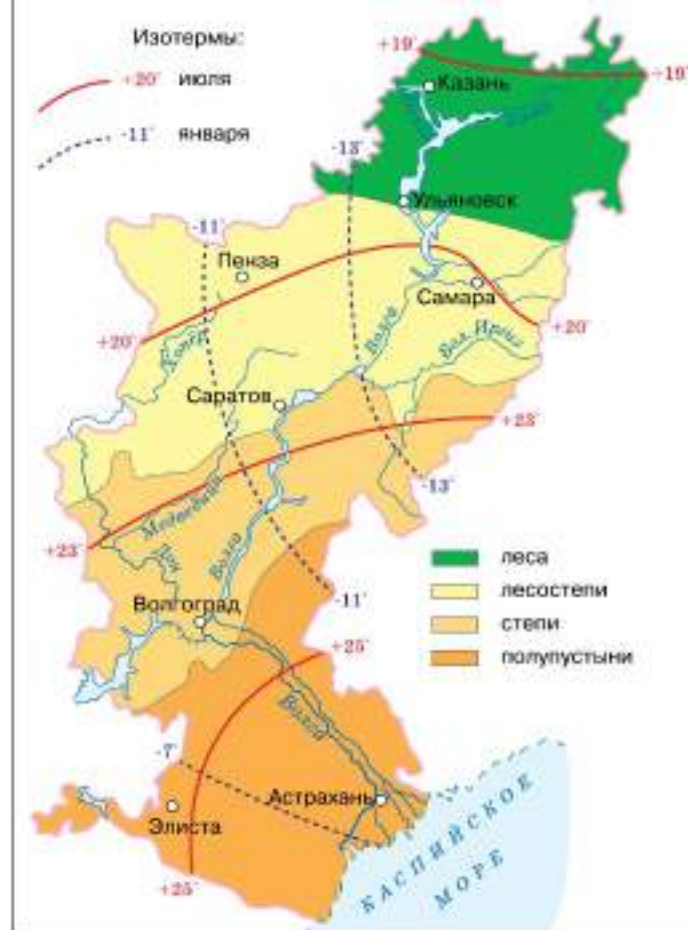 Изотермы:
+20° июля
-11° января
+19°
+19°
Казань
-13°
Ульяновск
-11°
Пенза
Самара
+20°
Хопёр
Волга
Бол. Иргиз
+20°
Саратов
+23°
-13°
Медведица
+23°
Дон
Волга
леса
-11°
лесостепи
Волгоград
степи
+25°
полупустыни
Волга
-7°
Астрахань
Элиста
+25°
КАСПИЙСКОЕ
МОРЕ